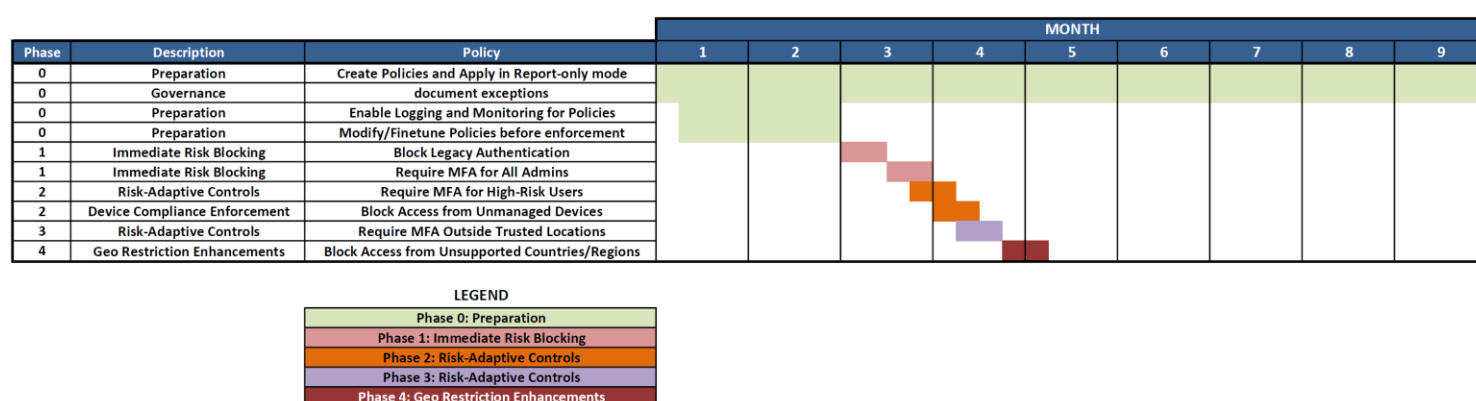 MONTH
Phase Description Policy 1 2 3 4 5 6 7 8 9
0 Preparation Create Policies and Apply in Report-only mode
0 Governance document exceptions
0 Preparation Enable Logging and Monitoring for Policies
0 Preparation Modify/Finetune Policies before enforcement
1 Immediate Risk Blocking Block Legacy Authentication
1 Immediate Risk Blocking Require MFA for All Admins
2 Risk-Adaptive Controls Require MFA for High-Risk Users
2 Device Compliance Enforcement Block Access from Unmanaged Devices
3 Risk-Adaptive Controls Require MFA Outside Trusted Locations
4 Geo Restriction Enhancements Block Access from Unsupported Countries/Regions
LEGEND
Phase 0: Preparation
Phase 1: Immediate Risk Blocking
Phase 2: Risk-Adaptive Controls
Phase 3: Risk-Adaptive Controls
Phase 4: Geo Restriction Enhancements